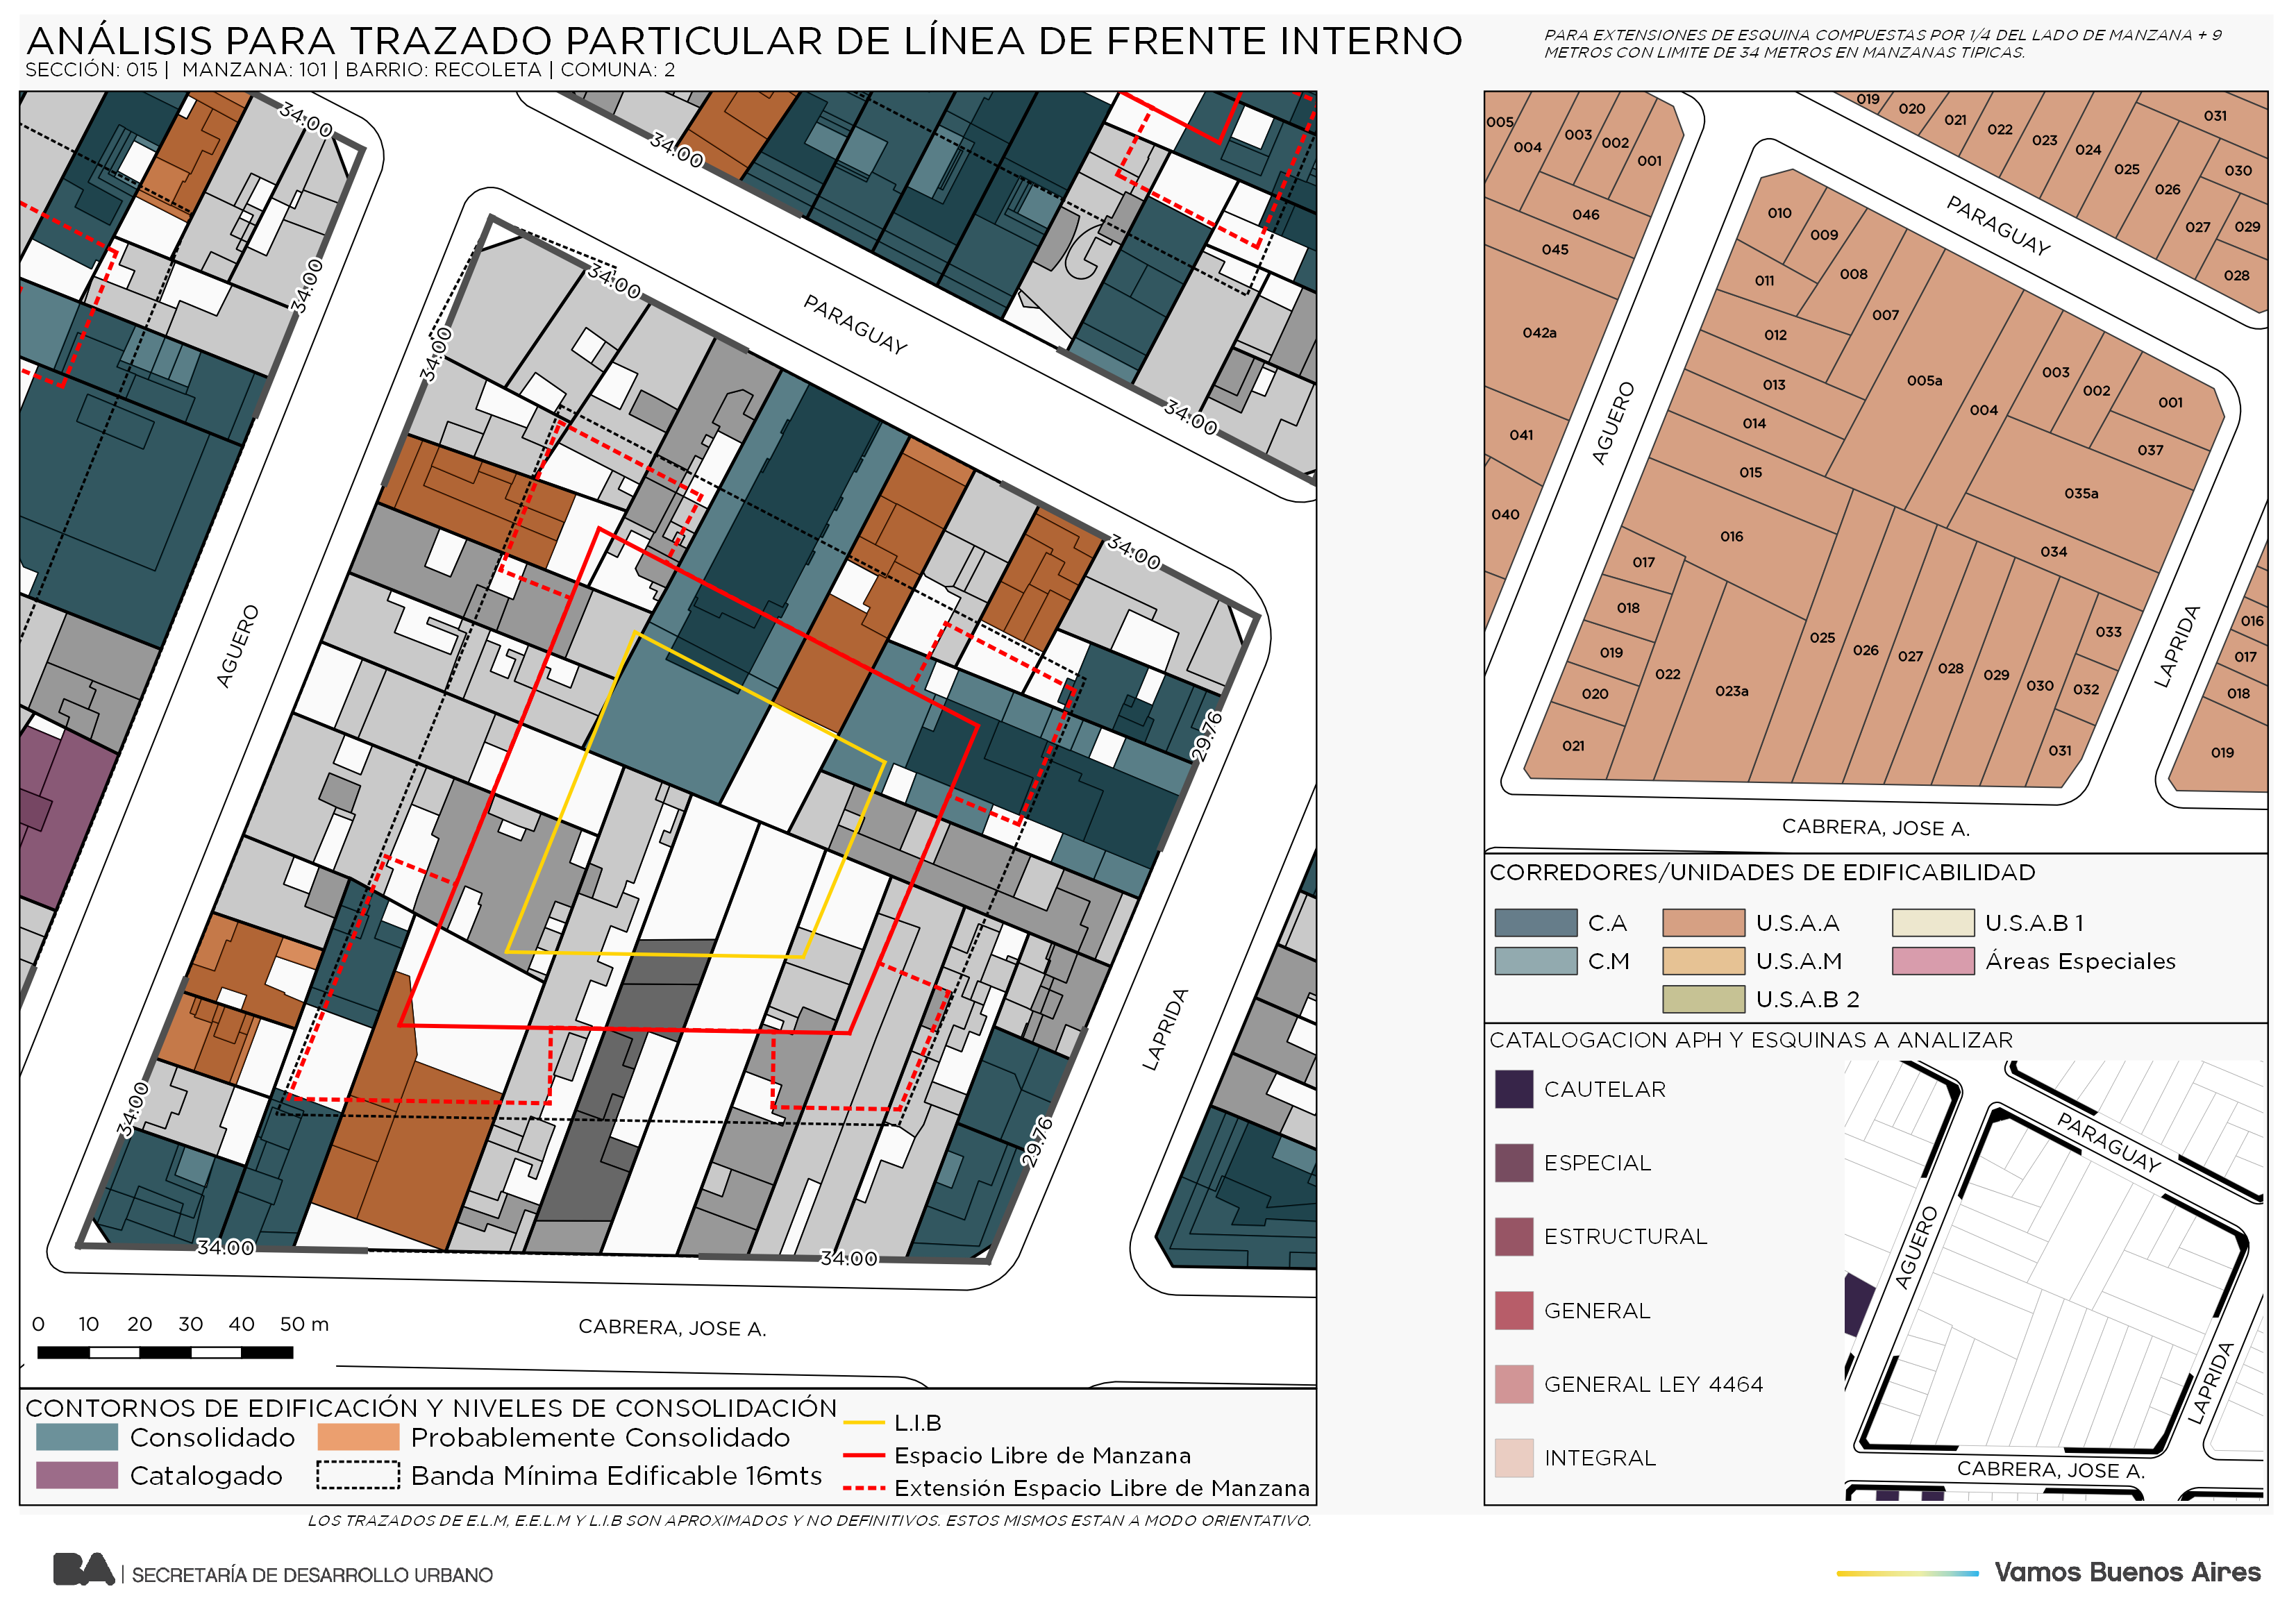 ANÁLISIS PARA TRAZADO PARTICULAR DE LÍNEA DE FRENTE INTERNO
SECCIÓN: 015 | MANZANA: 101 | BARRIO: RECOLETA | COMUNA: 2
PARA EXTENSIONES DE ESQUINA COMPUESTAS POR 1/4 DEL LADO DE MANZANA + 9
METROS CON LIMITE DE 34 METROS EN MANZANAS TIPICAS.
34.00
34.00
34.00
34.00
34.00
PARAGUAY
34.00
34.00
AGUERO
29.76
LAPRIDA
34.00
29.76
34.00
34.00
CABRERA, JOSE A.
0 10 20 30 40 50 m
CONTORNOS DE EDIFICACIÓN Y NIVELES DE CONSOLIDACIÓN
Consolidado
Probablemente Consolidado
Catalogado
Banda Mínima Edificable 16mts
L.I.B
Espacio Libre de Manzana
Extensión Espacio Libre de Manzana
LOS TRAZADOS DE E.L.M, E.E.L.M Y L.I.B SON APROXIMADOS Y NO DEFINITIVOS. ESTOS MISMOS ESTAN A MODO ORIENTATIVO.
005
004
003
002
001
046
045
042a
041
040
019
020
021
022
023
024
025
026
027
028
029
030
031
PARAGUAY
010
009
008
007
011
012
013
014
015
016
005a
004
003
002
001
037
035a
034
017
018
019
020
021
022
023a
025
026
027
028
029
030
033
032
031
016
017
018
019
AGUERO
LAPRIDA
CABRERA, JOSE A.
CORREDORES/UNIDADES DE EDIFICABILIDAD
C.A
U.S.A.A
U.S.A.B 1
C.M
U.S.A.M
Áreas Especiales
U.S.A.B 2
CATALOGACION APH Y ESQUINAS A ANALIZAR
CAUTELAR
ESPECIAL
ESTRUCTURAL
GENERAL
GENERAL LEY 4464
INTEGRAL
PARAGUAY
AGUERO
LAPRIDA
CABRERA, JOSE A.
BA | SECRETARÍA DE DESARROLLO URBANO
Vamos Buenos Aires